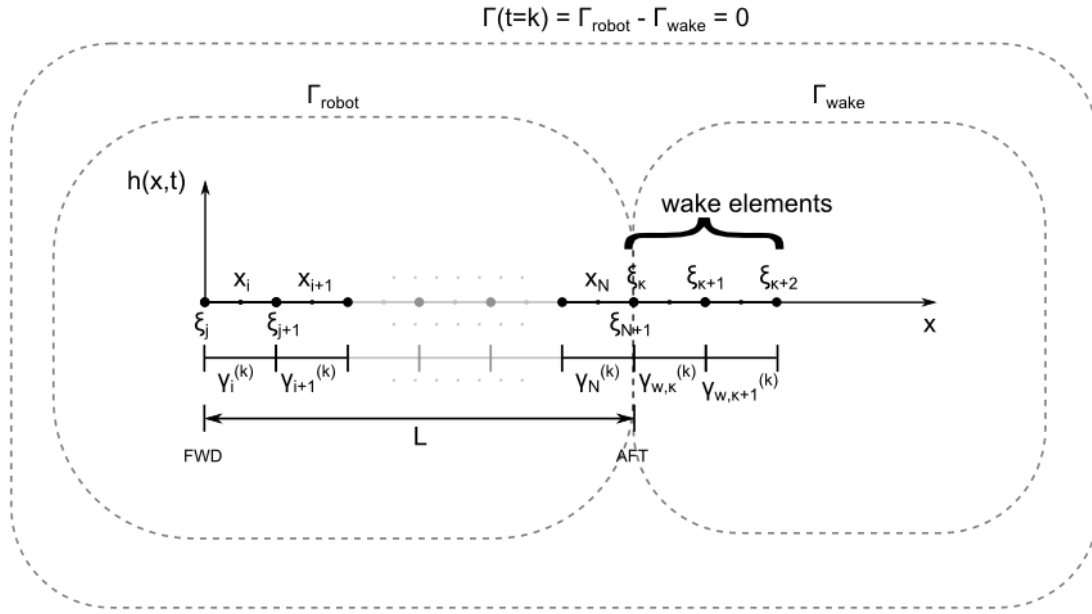 Γ(t=k) = Γrobot - Γwake = 0
Γrobot
Γwake
h(x,t)
wake elements
xi xi+1 xN ξκ ξκ+1 ξκ+2
ξj ξj+1 ξN+1 x
γi(k) γi+1(k) γN(k) γw,κ(k) γw,κ+1(k)
L
FWD AFT